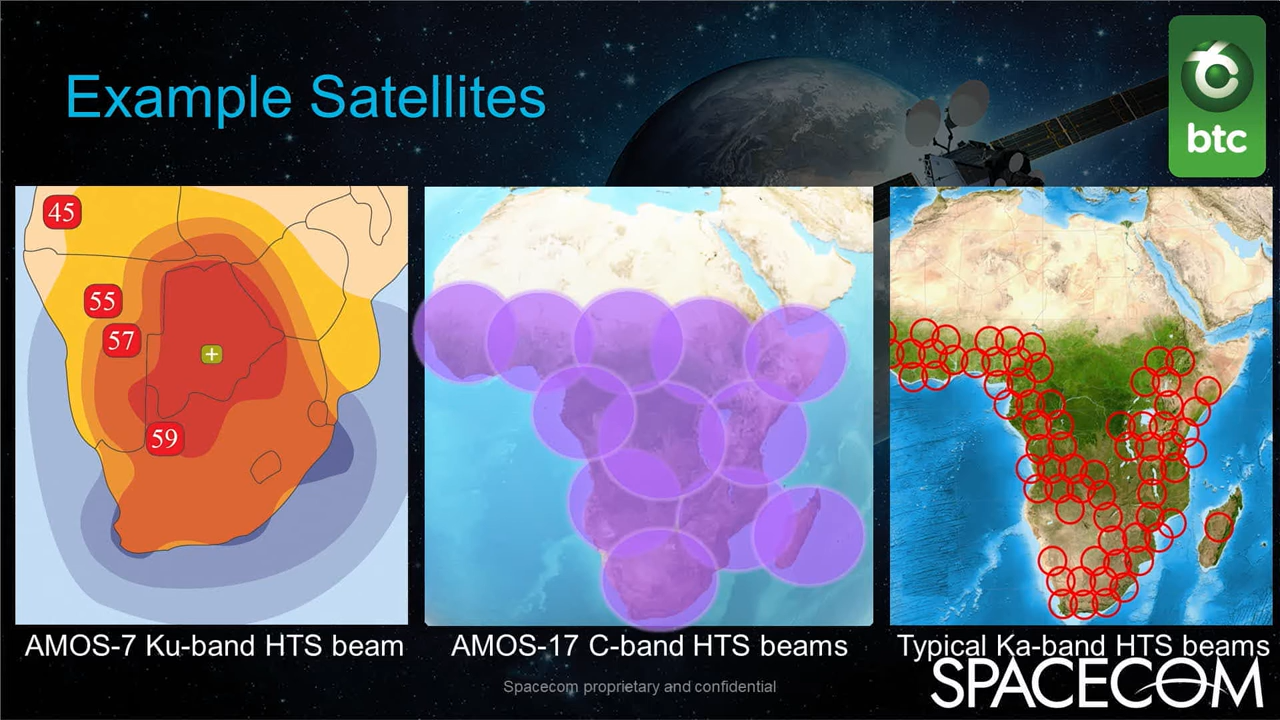 Example Satellites
btc
45
55
57
59
AMOS-7 Ku-band HTS beam
AMOS-17 C-band HTS beams
Typical Ka-band HTS beams
Spacecom proprietary and confidential
SPACECOM